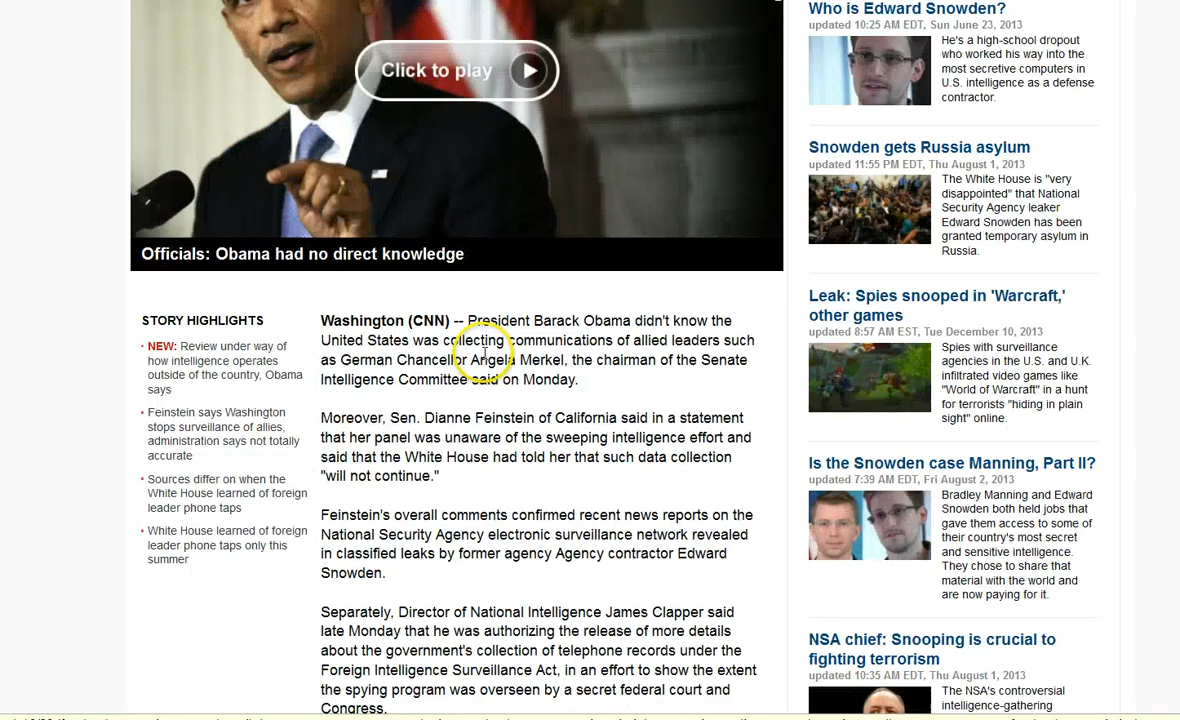 Click to play
Officials: Obama had no direct knowledge
STORY HIGHLIGHTS
NEW: Review under way of
how intelligence operates
outside of the country, Obama
says
Feinstein says Washington
stops surveillance of allies,
administration says not totally
accurate
Sources differ on when the
White House learned of foreign
leader phone taps
White House learned of foreign
leader phone taps only this
summer
Washington (CNN) -- President Barack Obama didn't know the
United States was collecting communications of allied leaders such
as German Chancellor Angela Merkel, the chairman of the Senate
Intelligence Committee said on Monday.
Moreover, Sen. Dianne Feinstein of California said in a statement
that her panel was unaware of the sweeping intelligence effort and
said that the White House had told her that such data collection
"will not continue."
Feinstein's overall comments confirmed recent news reports on the
National Security Agency electronic surveillance network revealed
in classified leaks by former agency Agency contractor Edward
Snowden.
Separately, Director of National Intelligence James Clapper said
late Monday that he was authorizing the release of more details
about the government's collection of telephone records under the
Foreign Intelligence Surveillance Act, in an effort to show the extent
the spying program was overseen by a secret federal court and
Congress.
Who is Edward Snowden?
updated 10:25 AM EDT, Sun June 23, 2013
He's a high-school dropout
who worked his way into the
most secretive computers in
U.S. intelligence as a defense
contractor.
Snowden gets Russia asylum
updated 11:55 PM EDT, Thu August 1, 2013
The White House is "very
disappointed" that National
Security Agency leaker
Edward Snowden has been
granted temporary asylum in
Russia.
Leak: Spies snooped in 'Warcraft,'
other games
updated 8:57 AM EST, Tue December 10, 2013
Spies with surveillance
agencies in the U.S. and U.K.
infiltrated video games like
"World of Warcraft" in a hunt
for terrorists "hiding in plain
sight" online.
Is the Snowden case Manning, Part II?
updated 7:39 AM EDT, Fri August 2, 2013
Bradley Manning and Edward
Snowden both held jobs that
gave them access to some of
their country's most secret
and sensitive intelligence.
They chose to share that
material with the world and
are now paying for it.
NSA chief: Snooping is crucial to
fighting terrorism
updated 10:35 AM EDT, Thu August 1, 2013
The NSA's controversial
intelligence-gathering